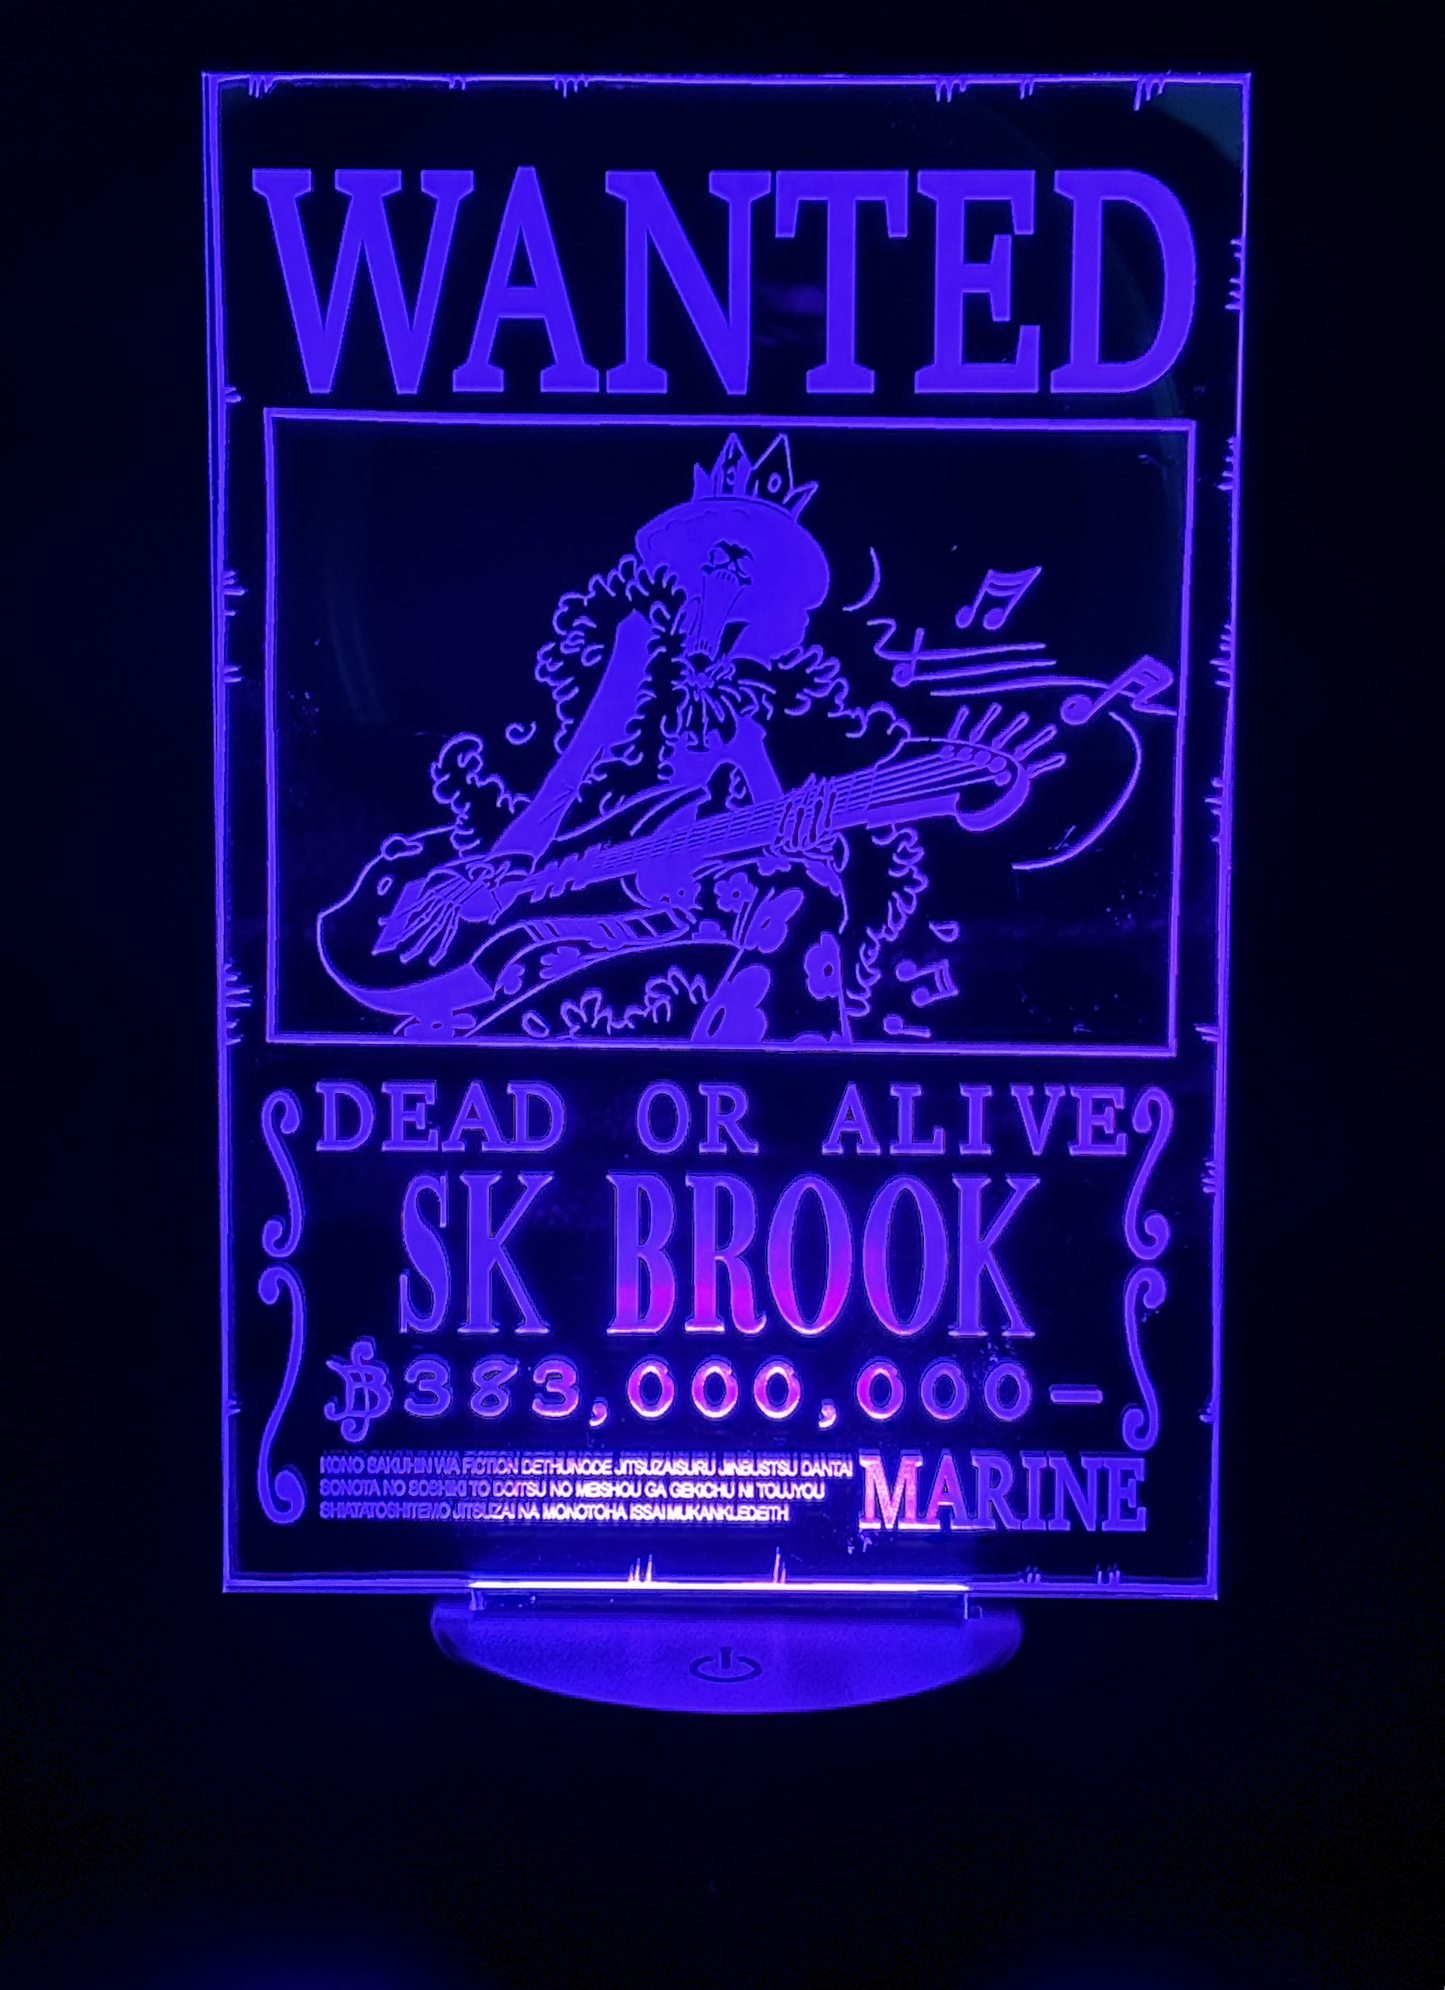 WANTED
DEAD OR ALIVE
SK BROOK
฿383,000,000-
KONO SAKUHIN WA FICTION DETHUNODE JITSUZAISURU JINBUSTSU DANTAI
SONOTA NO SOSHIKI TO DOITSU NO MEISHOU GA GEKICHU NI TOUJYOU
SHIATATOSHITEMO JITSUZAI NA MONOTOHA ISSAI MUKANKLEDEITH
MARINE